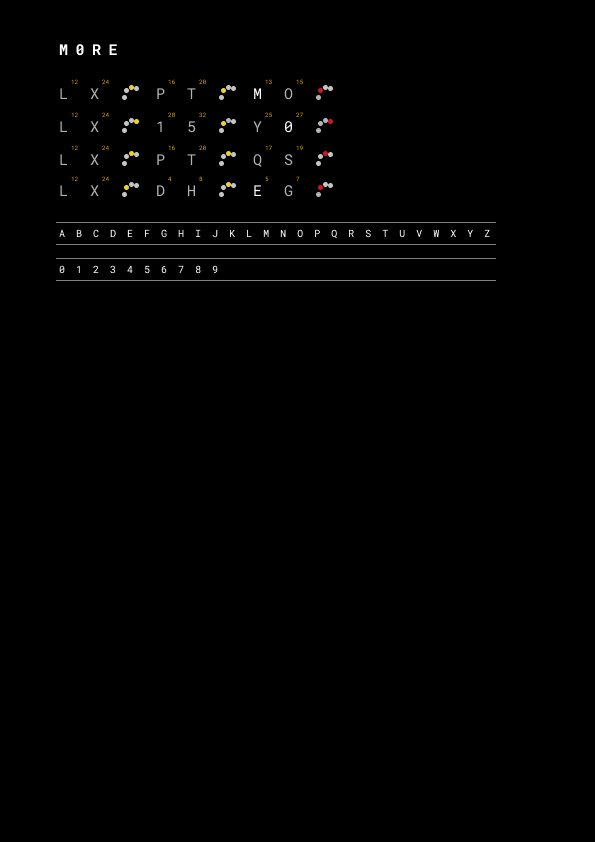 M0RE
L 12 X 24 P 16 T 20 M 13 O 15
L 12 X 24 1 28 5 32 Y 25 0 27
L 12 X 24 P 16 T 20 Q 17 S 19
L 12 X 24 D 4 H 8 E 5 G 7
A B C D E F G H I J K L M N O P Q R S T U V W X Y Z
0 1 2 3 4 5 6 7 8 9